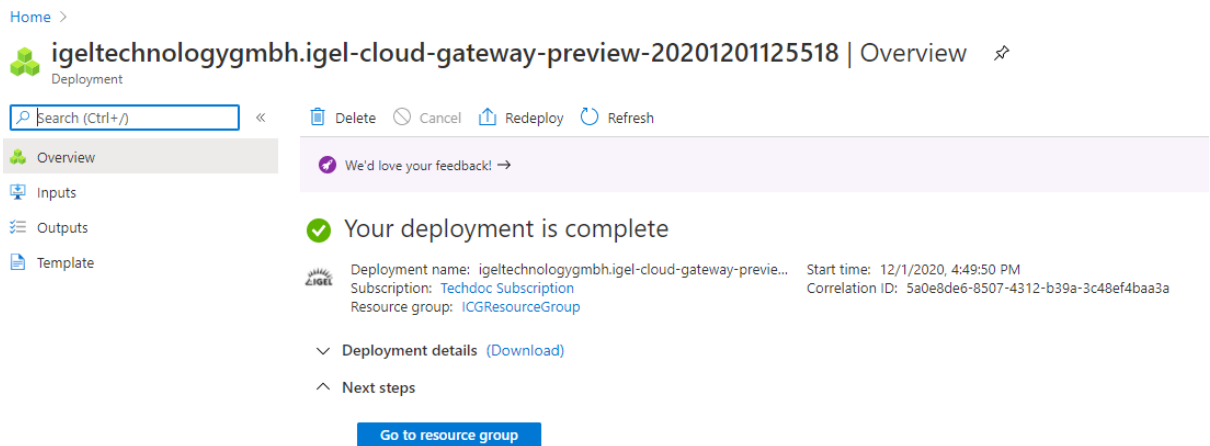 Home >
igeltechnologygmbh.igel-cloud-gateway-preview-20201201125518 | Overview
Deployment
Search (Ctrl+/)
«
Delete Cancel Redeploy Refresh
Overview
We'd love your feedback! →
Inputs
Outputs
Template
Your deployment is complete
IGEL
Deployment name: igeltechnologygmbh.igel-cloud-gateway-previe... Start time: 12/1/2020, 4:49:50 PM
Subscription: Techdoc Subscription Correlation ID: 5a0e8de6-8507-4312-b39a-3c48ef4baa3a
Resource group: ICGResourceGroup
Deployment details (Download)
Next steps
Go to resource group